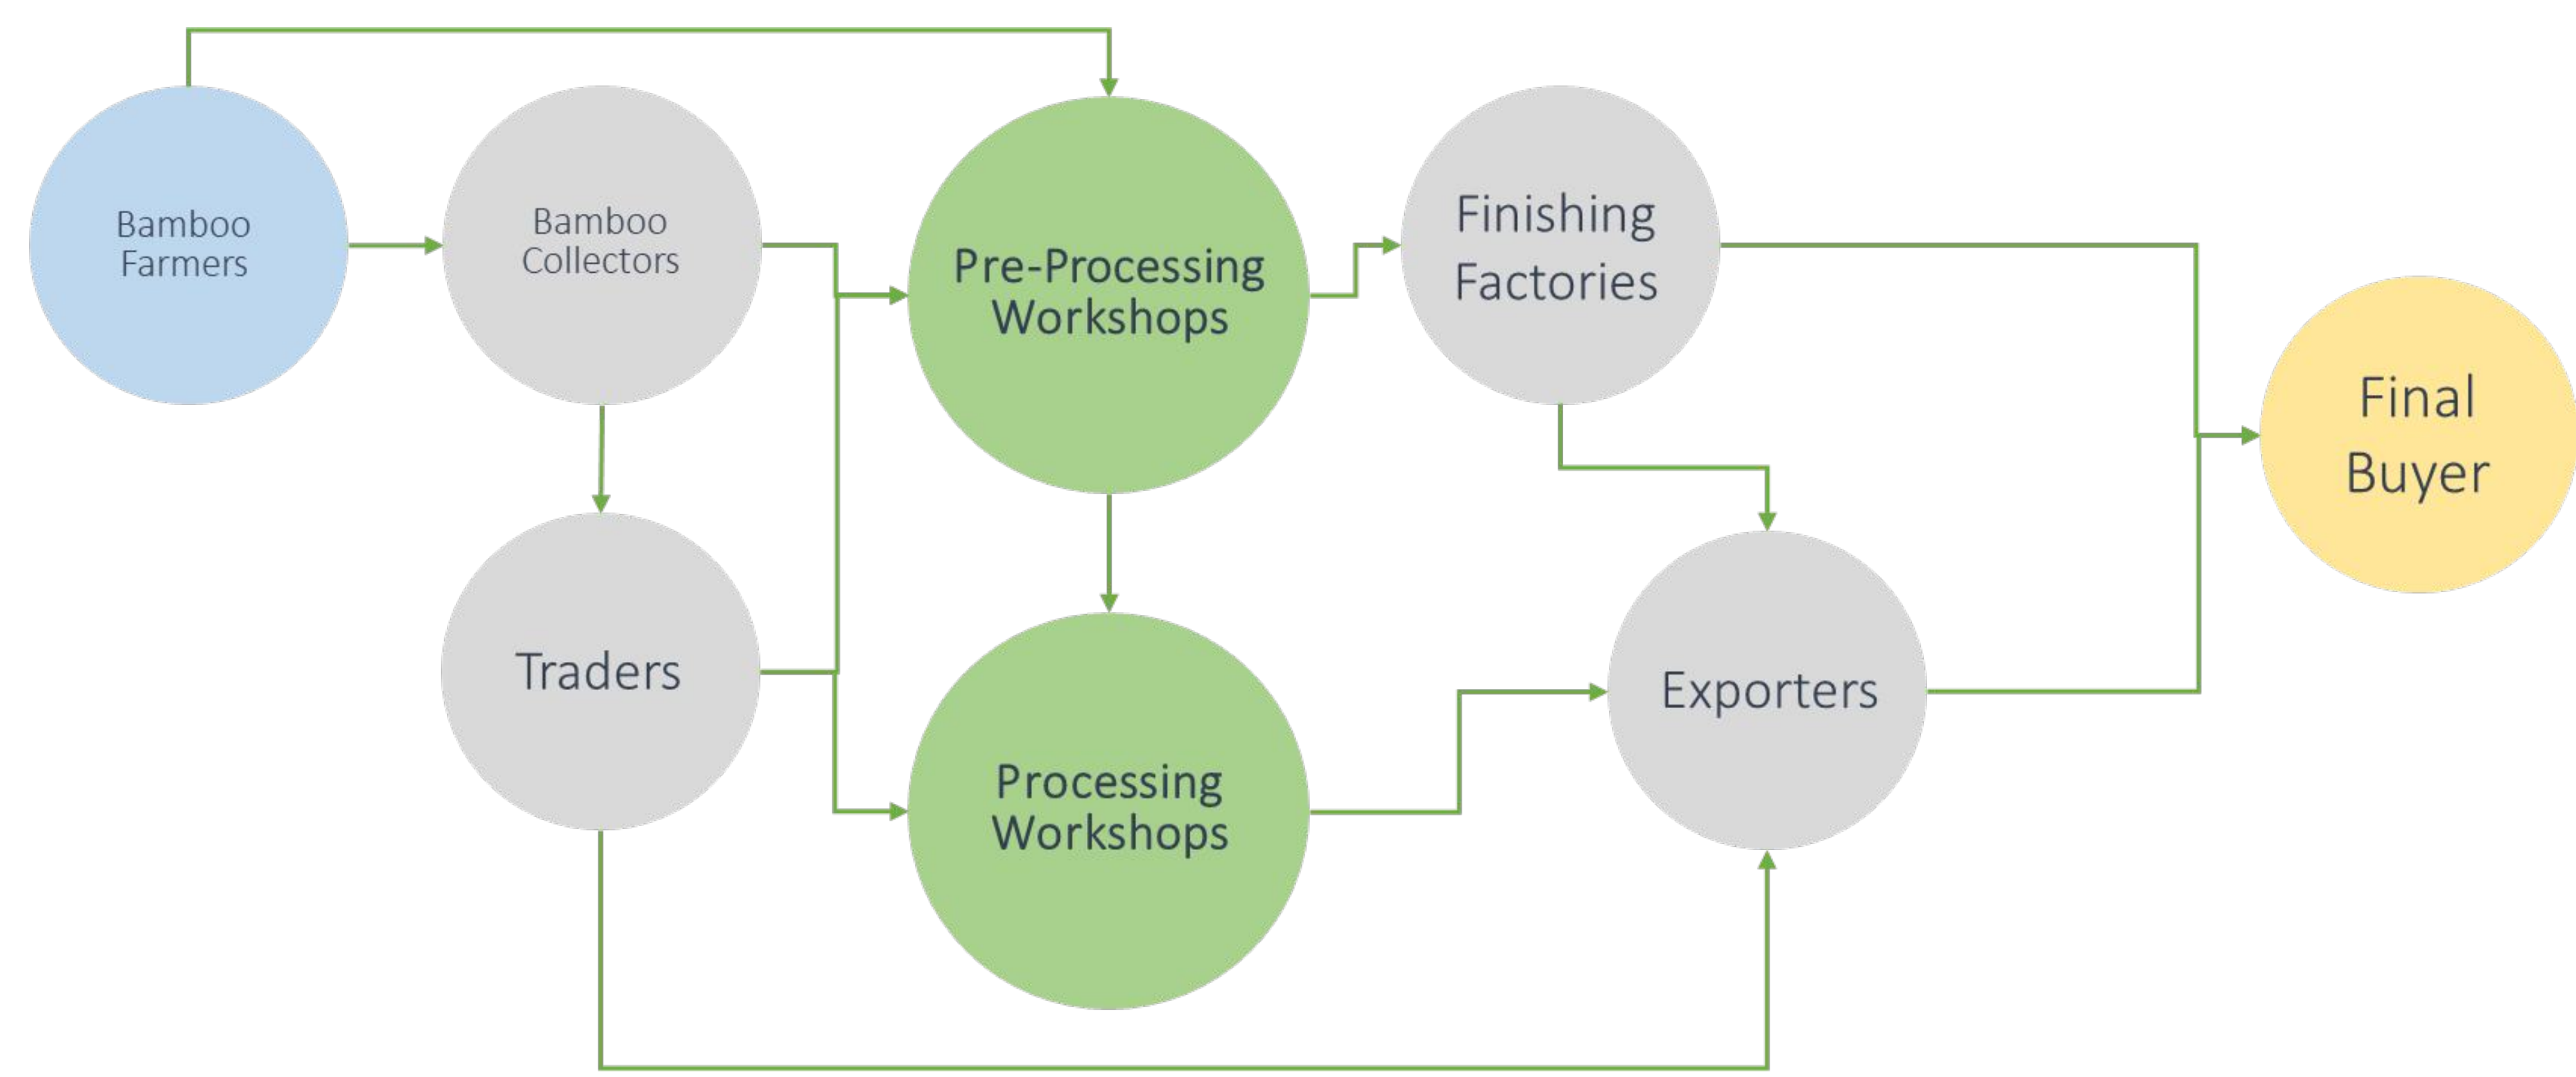 Bamboo
Farmers
Bamboo
Collectors
Pre-Processing
Workshops
Finishing
Factories
Final
Buyer
Traders
Processing
Workshops
Exporters